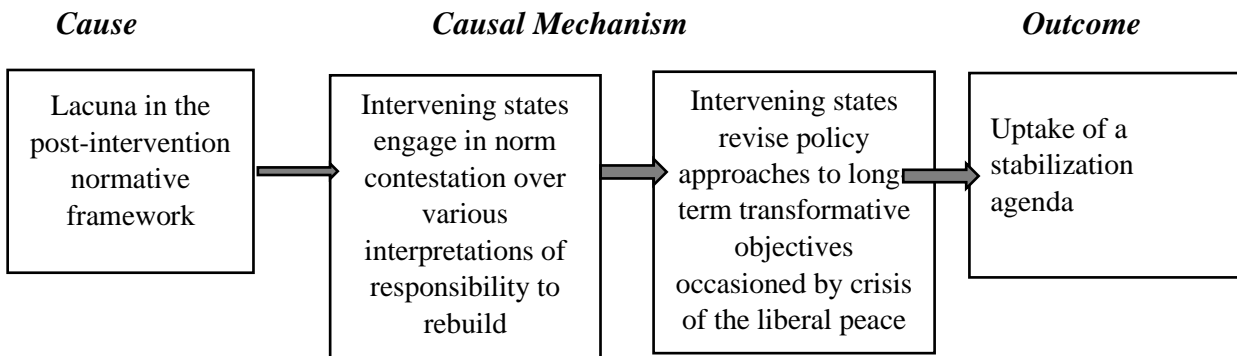 Cause
Causal Mechanism
Outcome
Lacuna in the
post-intervention
normative
framework
Intervening states
engage in norm
contestation over
various
interpretations of
responsibility to
rebuild
Intervening states
revise policy
approaches to long-
term transformative
objectives
occasioned by crisis
of the liberal peace
Uptake of a
stabilization
agenda